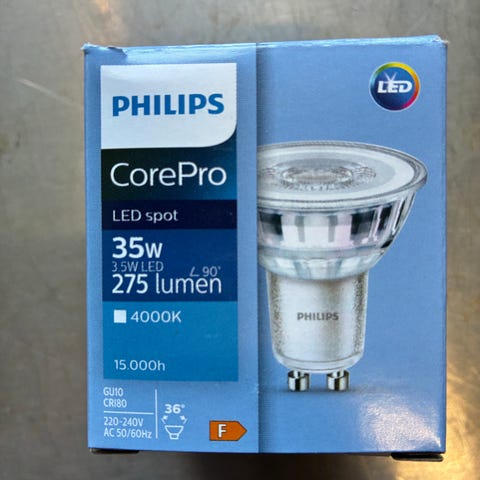 PHILIPS
LED
CorePro
LED spot
35W
3.5W LED
275 lumen 90°
4000K
15.000h
GU10
CRI80
220-240V
AC 50/60Hz
36°
F
PHILIPS